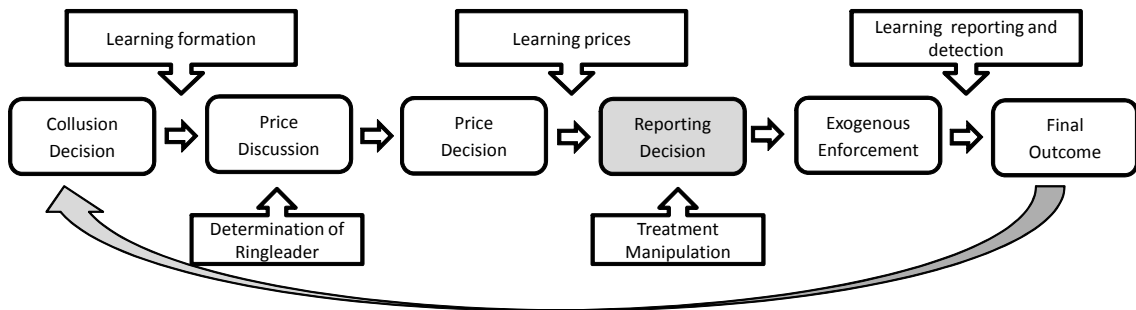 Learning formation
Learning prices
Learning reporting and
detection
Collusion
Decision
Price
Discussion
Price
Decision
Reporting
Decision
Exogenous
Enforcement
Final
Outcome
Determination of
Ringleader
Treatment
Manipulation